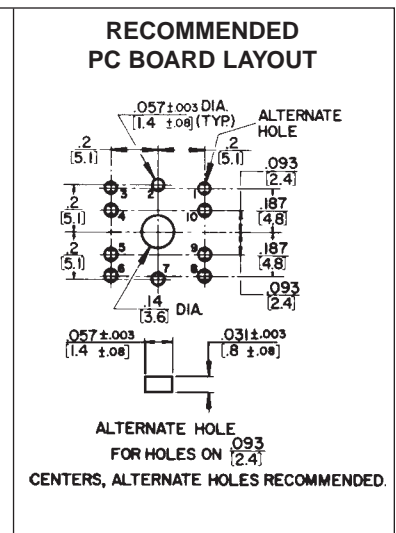 RECOMMENDED
PC BOARD LAYOUT
.057±.003 DIA.
[1.4 ±.08] (TYP.)
ALTERNATE
HOLE
.2
[5.1]
.2
[5.1]
.093
[2.4]
3 2 1
.2
[5.1]
4 10
.187
[4.8]
.2
[5.1]
5 9
.187
[4.8]
6 7 8
.093
[2.4]
.14
[3.6] DIA.
.057±.003
[1.4 ±.08]
.031±.003
[.8 ±.08]
ALTERNATE HOLE
FOR HOLES ON .093
[2.4]
CENTERS, ALTERNATE HOLES RECOMMENDED.